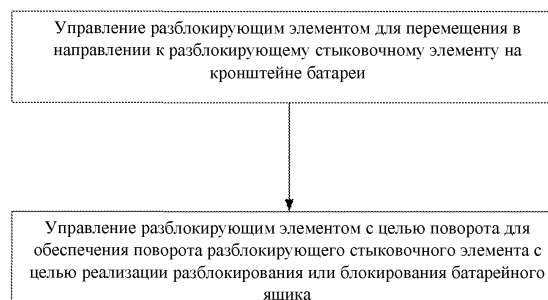 Управление разблокирующим элементом для перемещения в
направлении к разблокирующему стыковочному элементу на
кронштейне батареи
Управление разблокирующим элементом с целью поворота для
обеспечения поворота разблокирующего стыковочного элемента с
целью реализации разблокирования или блокирования батарейного
ящика